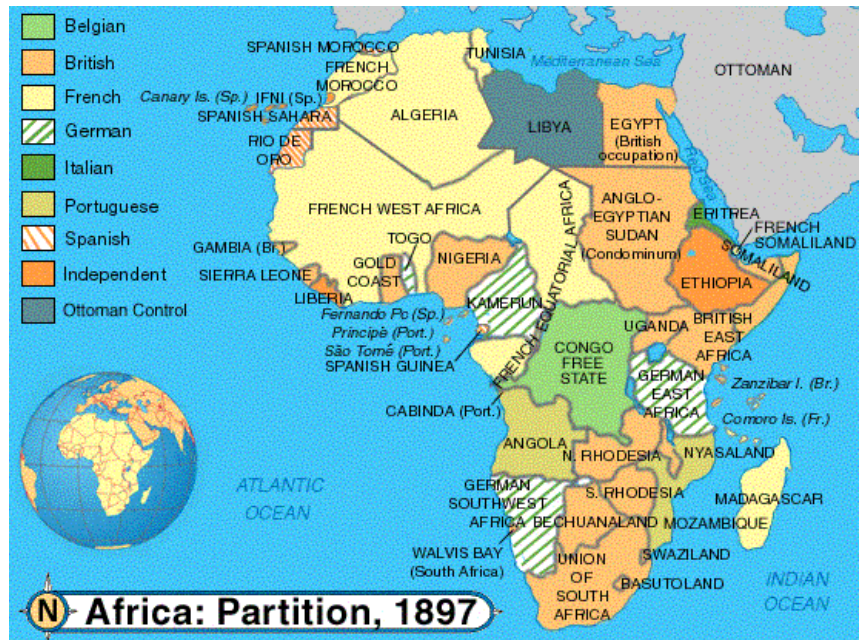 Belgian
British
French
German
Italian
Portuguese
Spanish
Independent
Ottoman Control
SPANISH MOROCCO
FRENCH
MOROCCO
TUNISIA
Mediterranean Sea
OTTOMAN
Canary Is. (Sp.)
IFNI (Sp.)
SPANISH SAHARA
RIO DE
ORO
ALGERIA
LIBYA
EGYPT
(British
occupation)
Red Sea
FRENCH WEST AFRICA
FRENCH EQUATORIAL AFRICA
ANGLO-
EGYPTIAN
SUDAN
(Condominum)
ERITREA
FRENCH
SOMALILAND
SOMALILAND
GAMBIA (Br.)
SIERRA LEONE
LIBERIA
GOLD
COAST
TOGO
NIGERIA
KAMERUN
ETHIOPIA
Fernando Pc (Sp.)
Principè (Port.)
São Tomé (Port.)
SPANISH GUINEA
CABINDA (Port.)
CONGO
FREE
STATE
UGANDA
BRITISH
EAST
AFRICA
GERMAN
EAST
AFRICA
Zanzibar I. (Br.)
Comoro Is. (Fr.)
ANGOLA
N. RHODESIA
NYASALAND
GERMAN
SOUTHWEST
AFRICA
S. RHODESIA
BECHUANALAND
MOZAMBIQUE
MADAGASCAR
WALVIS BAY
(South Africa)
UNION
OF
SOUTH
AFRICA
SWAZILAND
BASUTOLAND
ATLANTIC
OCEAN
INDIAN
OCEAN
N
Africa: Partition, 1897